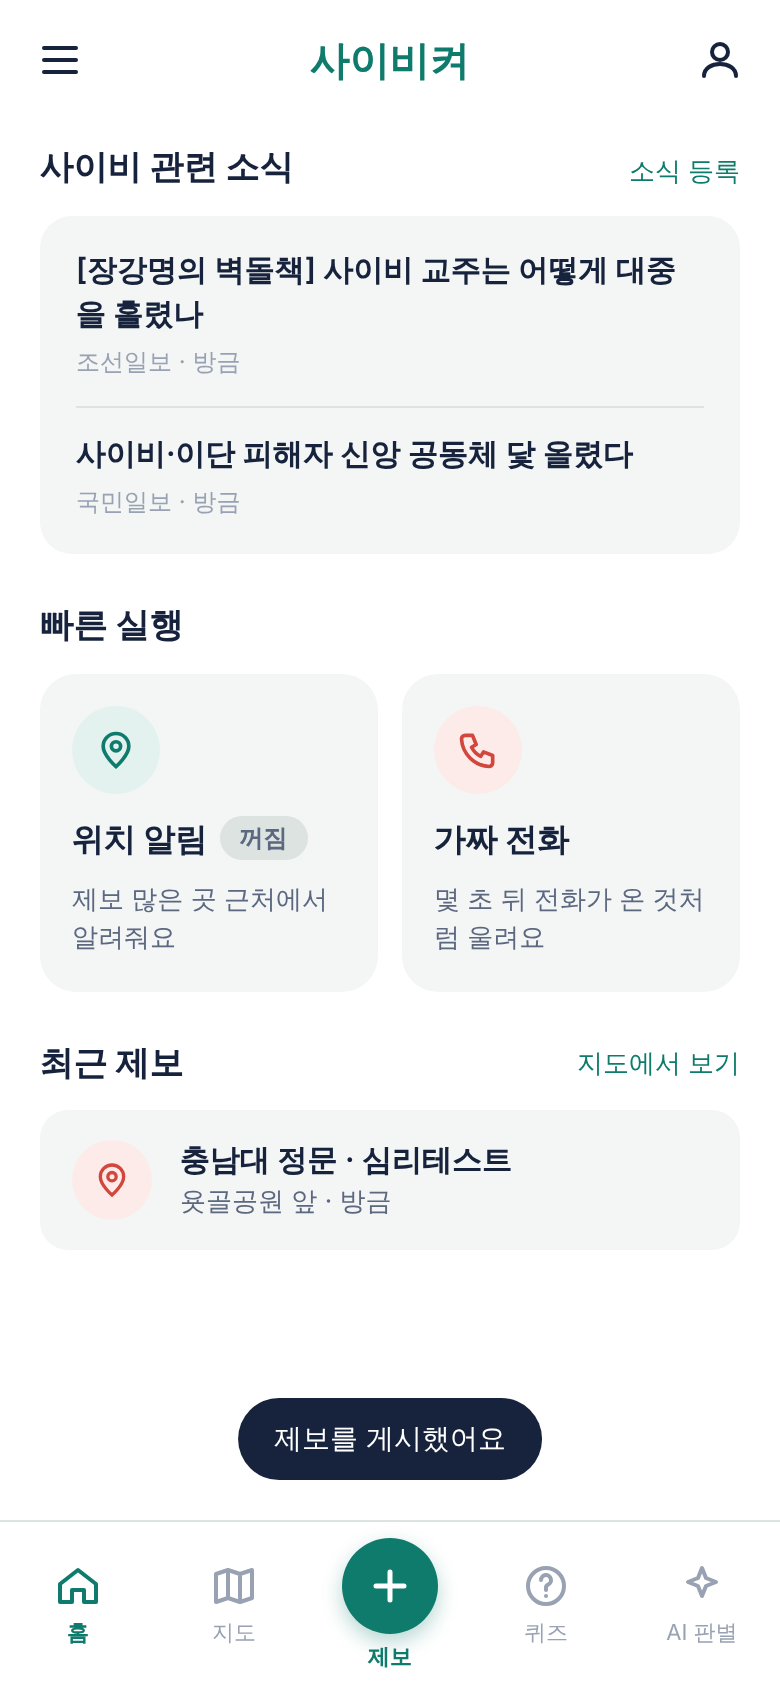 사이비켜
사이비 관련 소식
소식 등록
[장강명의 벽돌책] 사이비 교주는 어떻게 대중
을 홀렸나
조선일보 · 방금
사이비·이단 피해자 신앙 공동체 닻 올렸다
국민일보 · 방금
빠른 실행
위치 알림 꺼짐
제보 많은 곳 근처에서
알려줘요
가짜 전화
몇 초 뒤 전화가 온 것처
럼 울려요
최근 제보
지도에서 보기
충남대 정문 · 심리테스트
욧골공원 앞 · 방금
제보를 게시했어요
홈
지도
제보
퀴즈
AI 판별